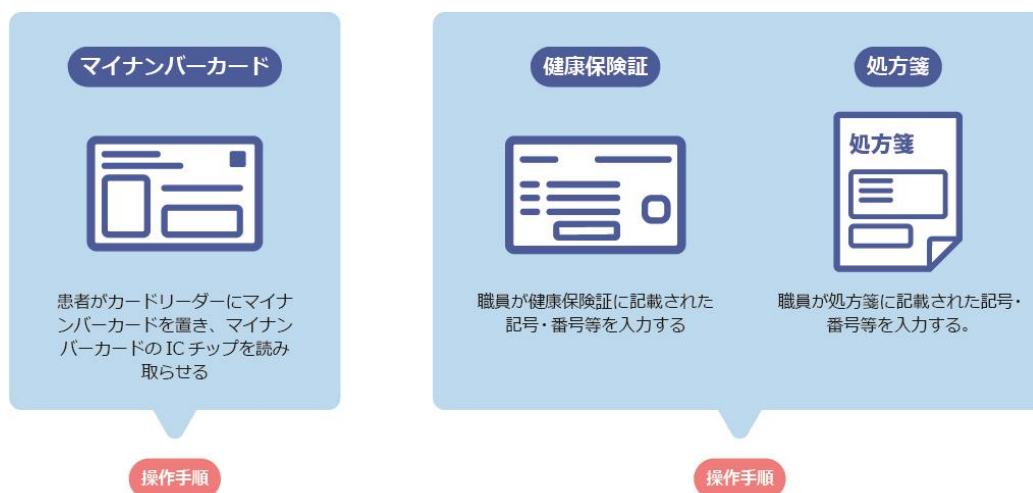 マイナンバーカード
患者がカードリーダーにマイナ
ンバーカードを置き、マイナン
バーカードの IC チップを読み
取らせる
操作手順
健康保険証
職員が健康保険証に記載された
記号・番号等を入力する
処方箋
処方箋
職員が処方箋に記載された記号・
番号等を入力する。
操作手順